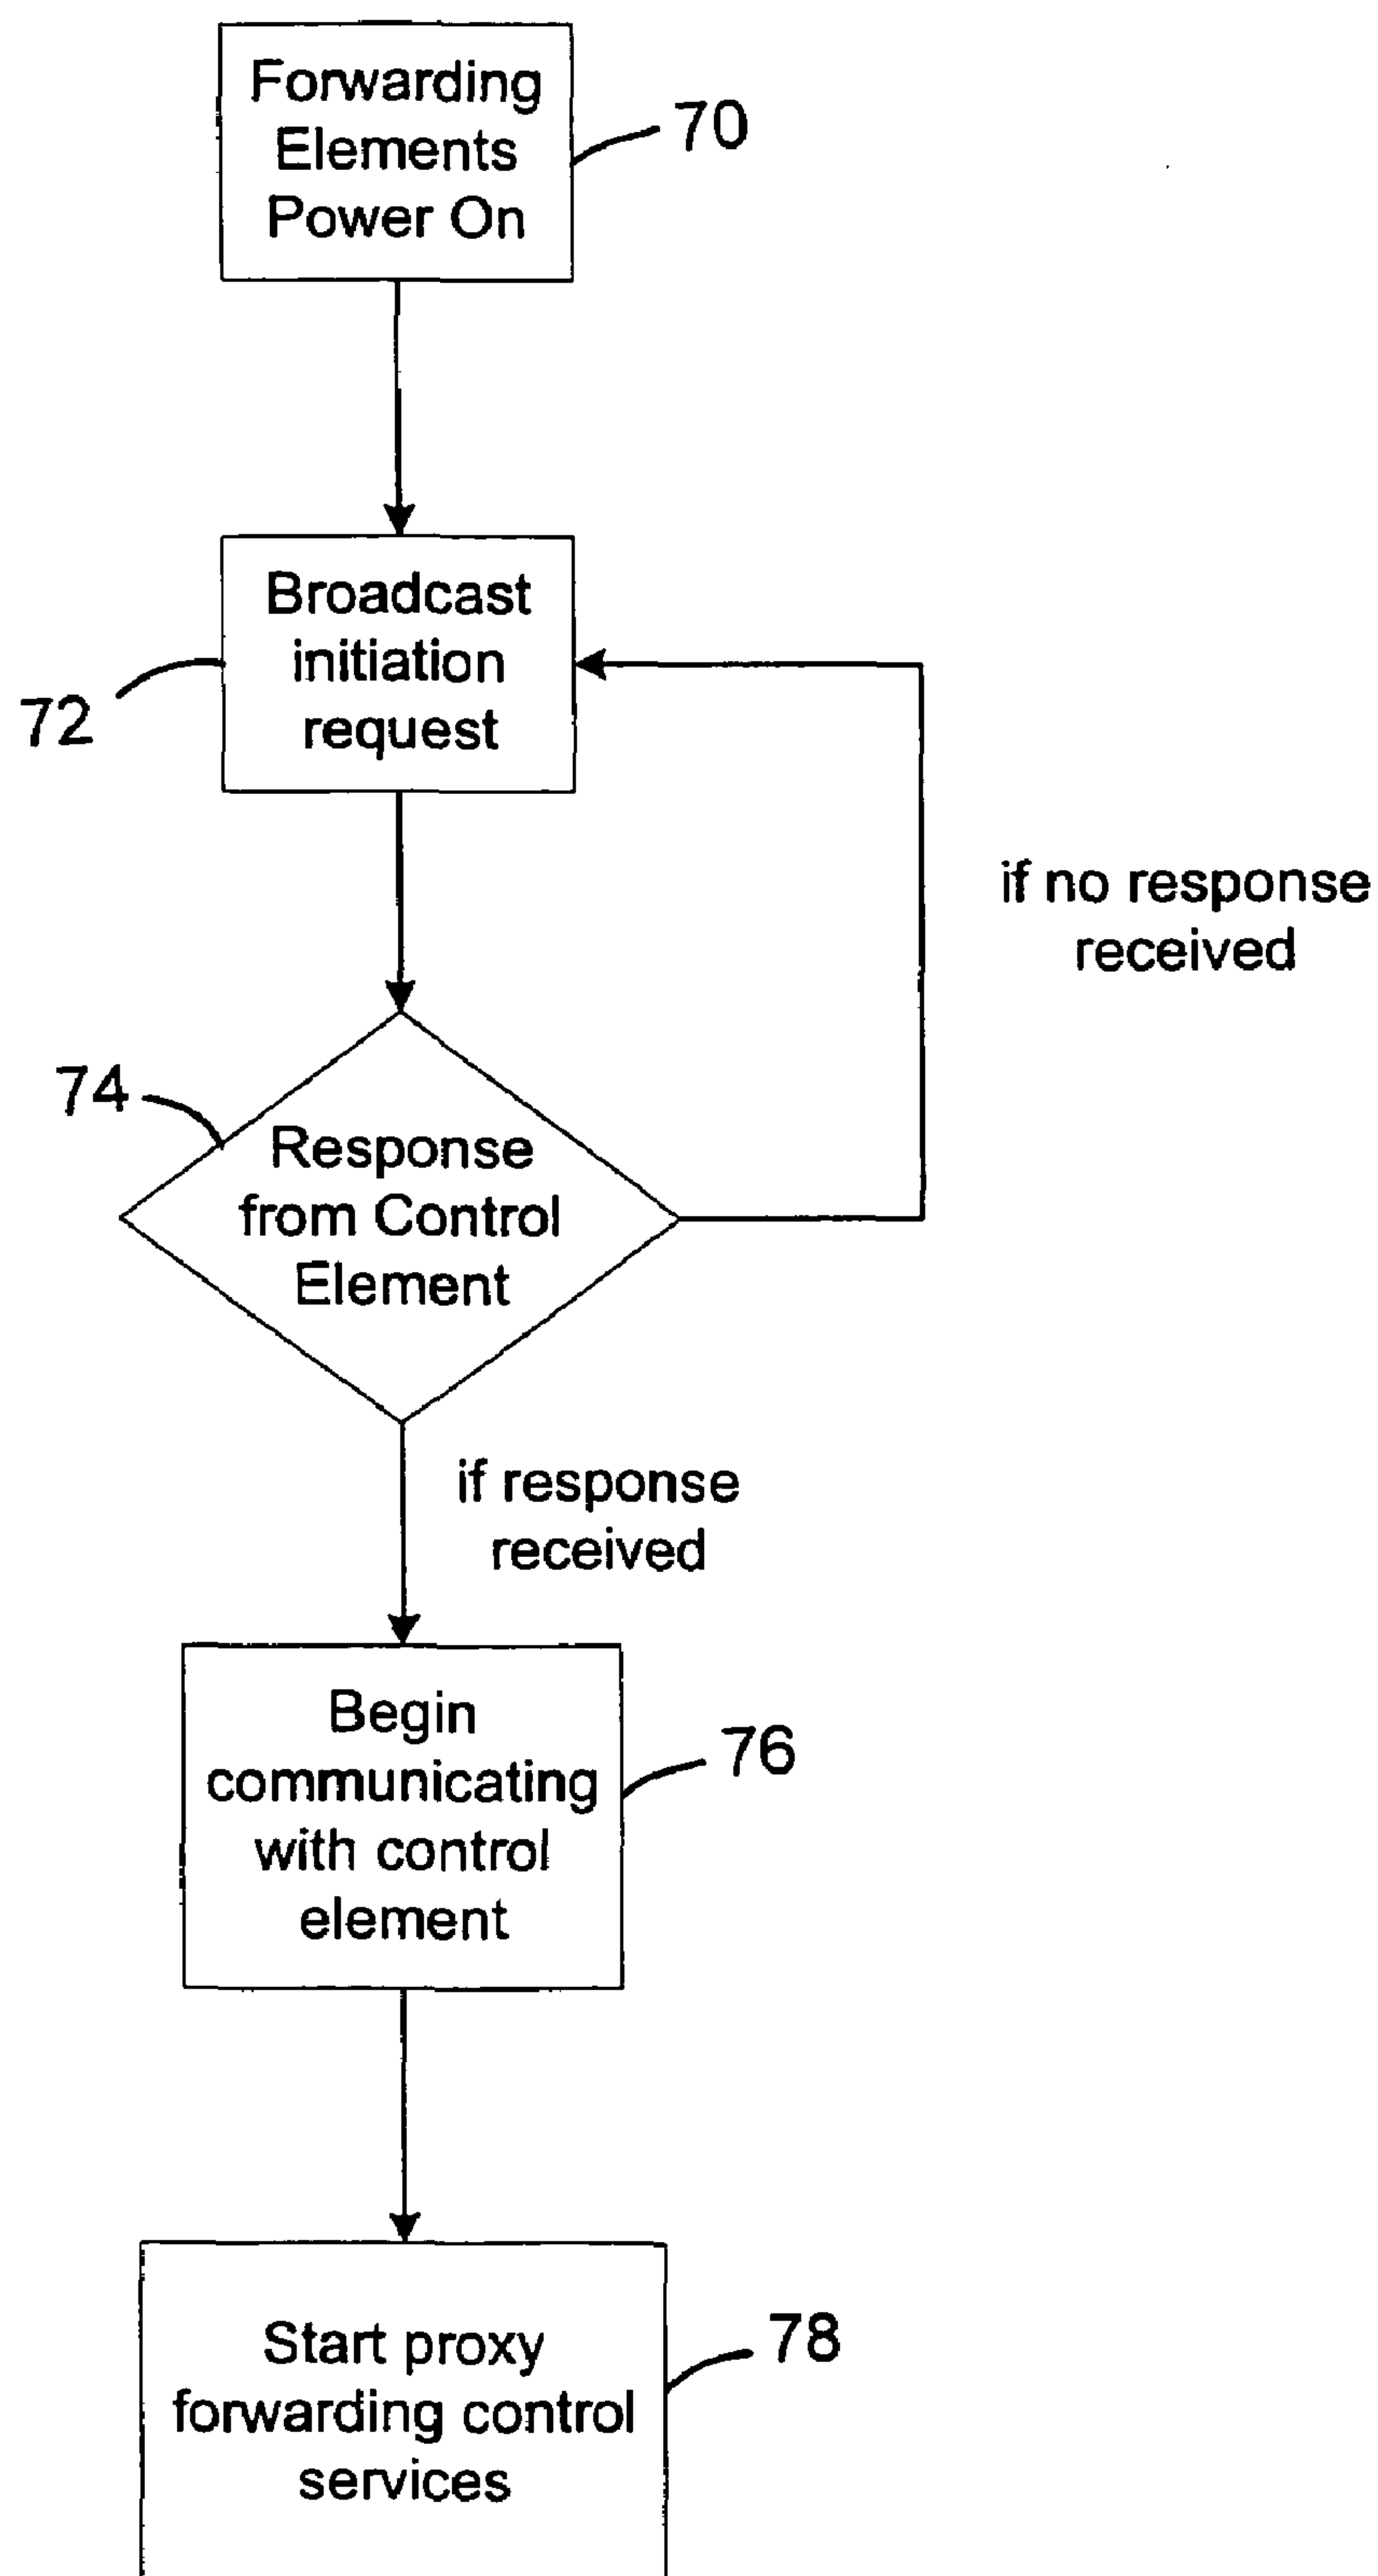 Forwarding
Elements
Power On
70
Broadcast
initiation
request
72
if no response
received
74
Response
from Control
Element
if response
received
Begin
communicating
with control
element
76
Start proxy
forwarding control
services
78